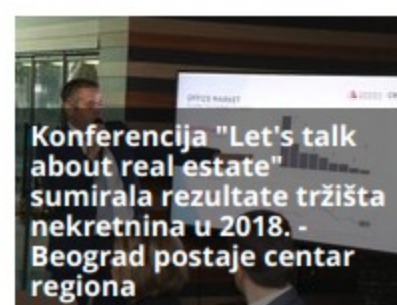 OFFICE MARKET
Konferencija "Let's talk
about real estate"
sumirala rezultate tržišta
nekretnina u 2018. -
Beograd postaje centar
regiona